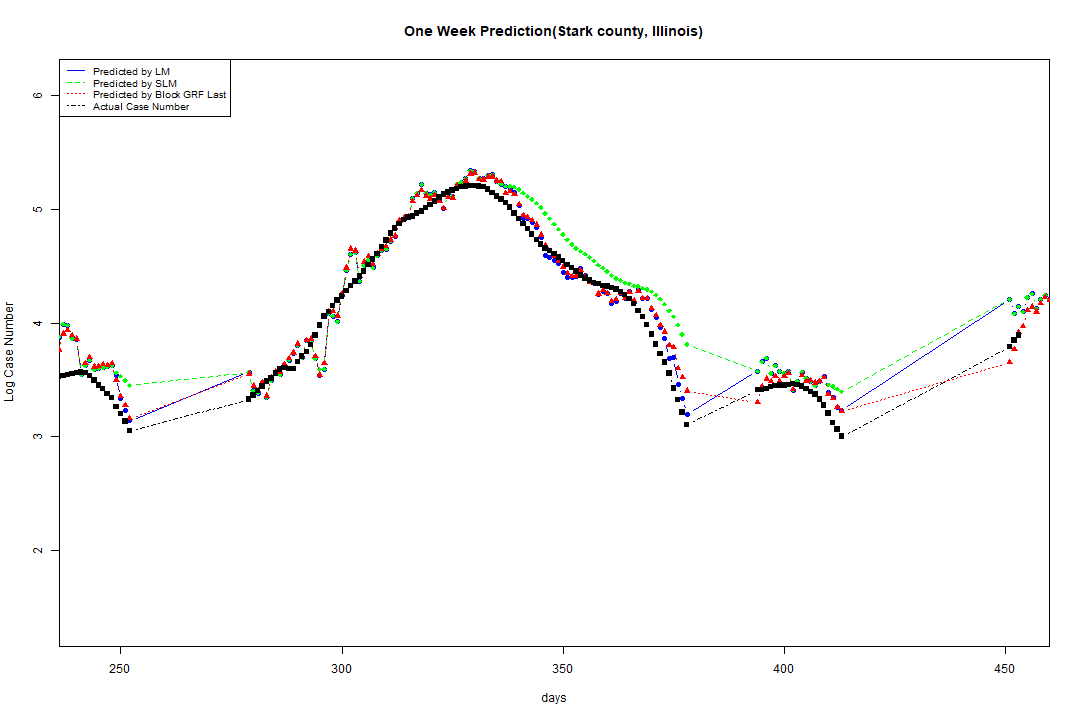 One Week Prediction(Stark county, Illinois)
Predicted by LM
Predicted by SLM
Predicted by Block GRF Last
Actual Case Number
6
5
4
3
2
Log Case Number
250
300
350
400
450
days